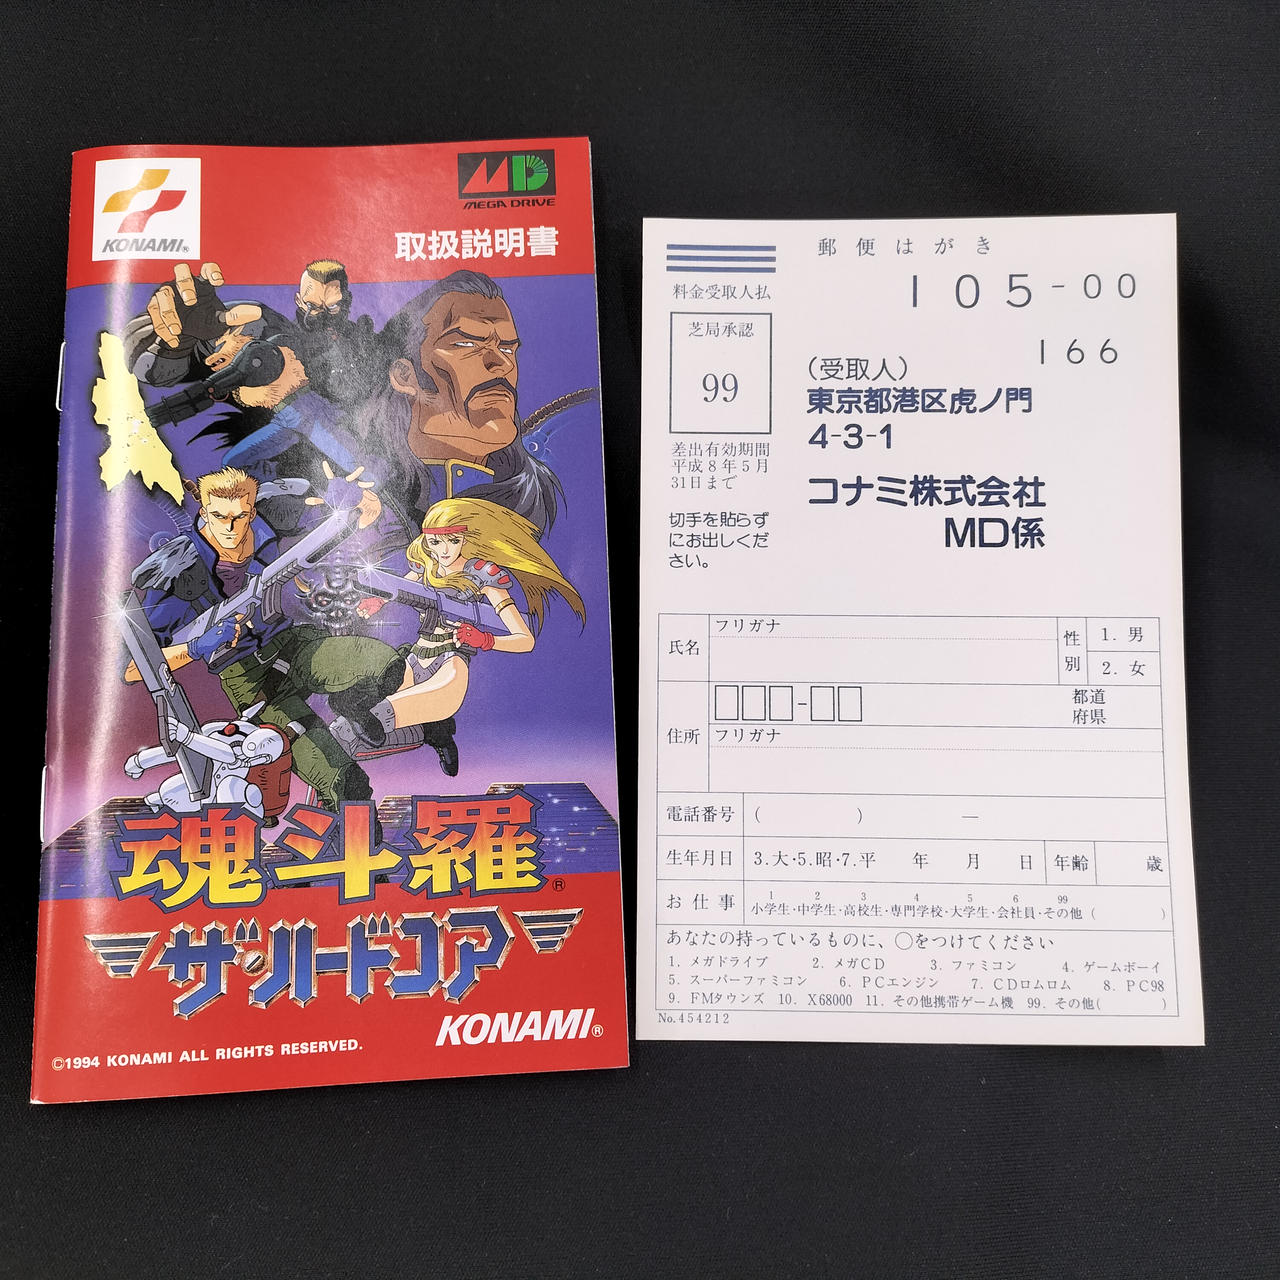 KONAMI®
MD
MEGA DRIVE
取扱説明書
魂斗羅®
ザ・ハードコア
KONAMI®
©1994 KONAMI ALL RIGHTS RESERVED.
郵便はがき
料金受取人払
芝局承認
99
差出有効期間
平成8年5月
31日まで
切手を貼らず
にお出しくだ
さい。
105-00
166
(受取人)
東京都港区虎ノ門
4-3-1
コナミ株式会社
MD係
氏名 フリガナ 性別 1. 男
2. 女
住所 □□□-□□ 都道
府県
フリガナ
電話番号 ( ) —
生年月日 3.大・5.昭・7.平 年 月 日 年齢 歳
お仕事 1 2 3 4 5 6 99
小学生・中学生・高校生・専門学校・大学生・会社員・その他( )
あなたの持っているものに、○をつけてください
1. メガドライブ 2. メガCD 3. ファミコン 4. ゲームボーイ
5. スーパーファミコン 6. PCエンジン 7. CDロムロム 8. PC98
9. FMタウンズ 10. X68000 11. その他携帯ゲーム機 99. その他( )
No.454212